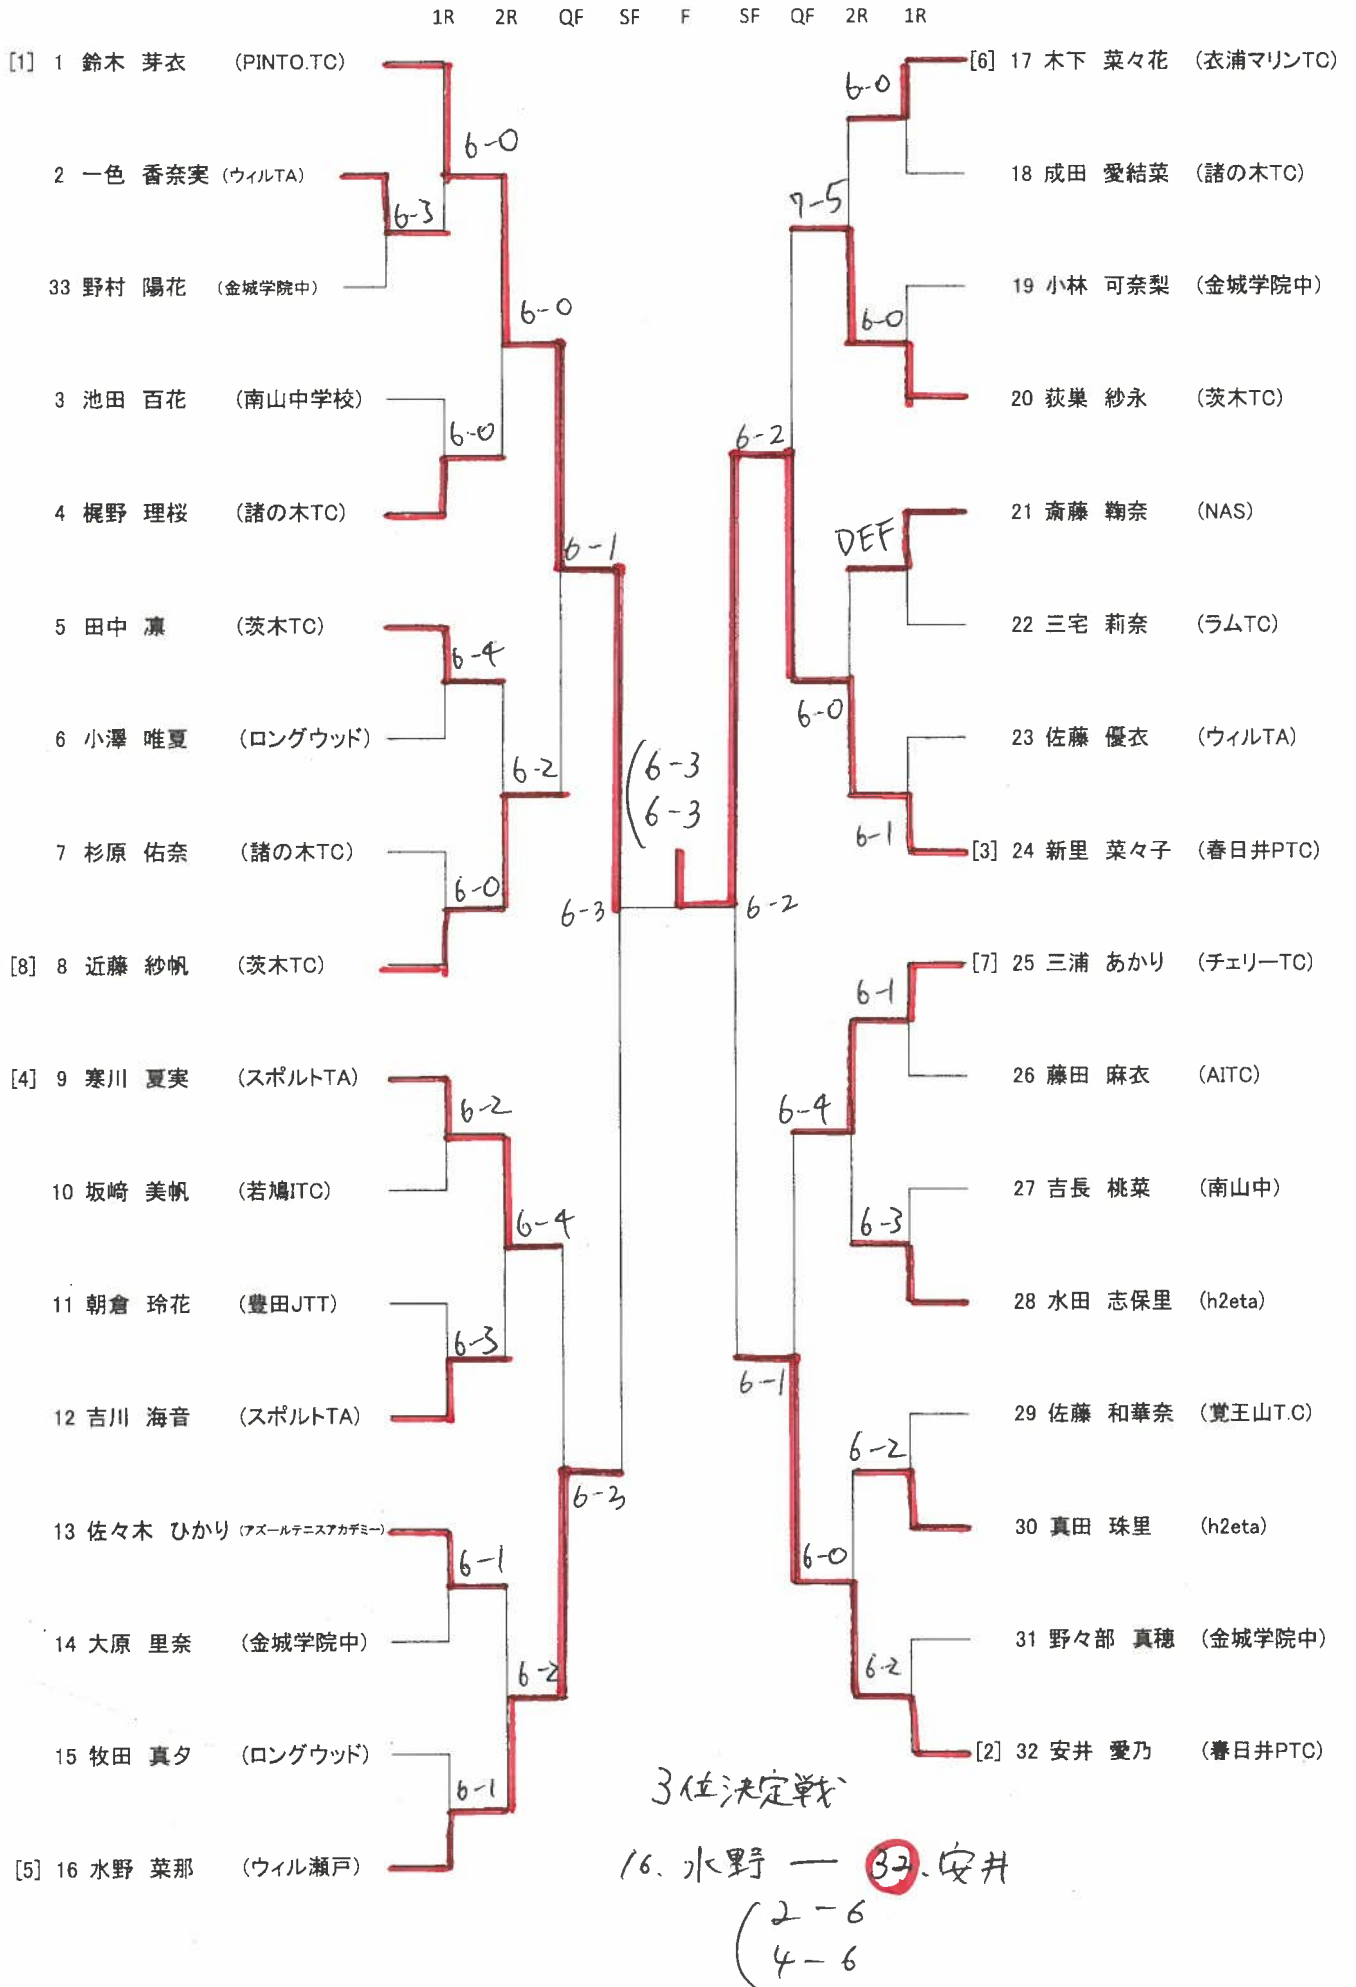 1R 2R QF SF F SF QF 2R 1R
[1] 1 鈴木 芽衣 (PINTO.TC)
6-0
2 一色 香奈実 (ウィルTA)
6-3
33 野村 陽花 (金城学院中)
6-0
3 池田 百花 (南山中学校)
6-0
4 梶野 理桜 (諸の木TC)
6-1
5 田中 凛 (茨木TC)
6-4
6 小澤 唯夏 (ロングウッド)
6-2
7 杉原 佑奈 (諸の木TC)
6-0
[8] 8 近藤 紗帆 (茨木TC)
6-3
[4] 9 寒川 夏実 (スポルトTA)
6-2
10 坂﨑 美帆 (若鳩ITC)
6-4
11 朝倉 玲花 (豊田JTT)
6-3
12 吉川 海音 (スポルトTA)
6-3
13 佐々木 ひかり (アズールテニスアカデミー)
6-1
14 大原 里奈 (金城学院中)
6-2
15 牧田 真夕 (ロングウッド)
6-1
[5] 16 水野 菜那 (ウィル瀬戸)
6-3
6-3
[6] 17 木下 菜々花 (衣浦マリンTC)
6-0
18 成田 愛結菜 (諸の木TC)
7-5
19 小林 可奈梨 (金城学院中)
6-0
20 荻巣 紗永 (茨木TC)
6-2
21 斎藤 鞠奈 (NAS)
DEF
22 三宅 莉奈 (ラムTC)
6-0
23 佐藤 優衣 (ウィルTA)
6-1
[3] 24 新里 菜々子 (春日井PTC)
6-2
[7] 25 三浦 あかり (チェリーTC)
6-1
26 藤田 麻衣 (AITC)
6-4
27 吉長 桃菜 (南山中)
6-3
28 水田 志保里 (h2eta)
6-1
29 佐藤 和華奈 (覚王山T.C)
6-2
30 真田 珠里 (h2eta)
6-0
31 野々部 真穂 (金城学院中)
6-2
[2] 32 安井 愛乃 (春日井PTC)
3位決定戦
16. 水野 ― 32. 安井
2-6
4-6